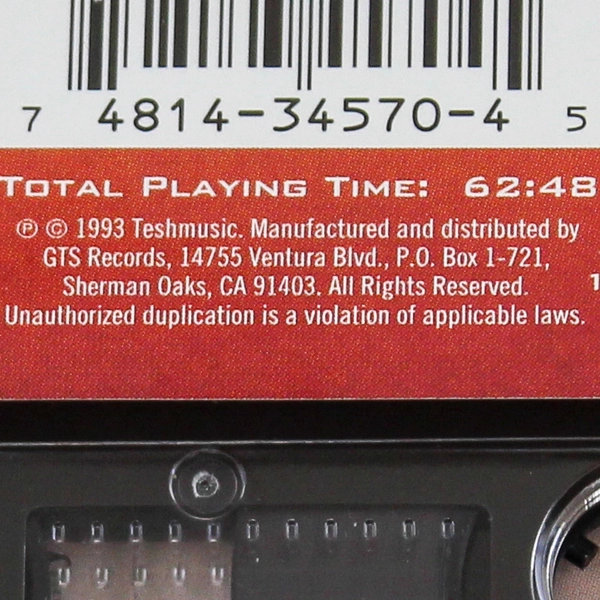 7 4814-34570-4 5
TOTAL PLAYING TIME: 62:48
℗ © 1993 Teshmusic. Manufactured and distributed by
GTS Records, 14755 Ventura Blvd., P.O. Box 1-721,
Sherman Oaks, CA 91403. All Rights Reserved.
Unauthorized duplication is a violation of applicable laws.